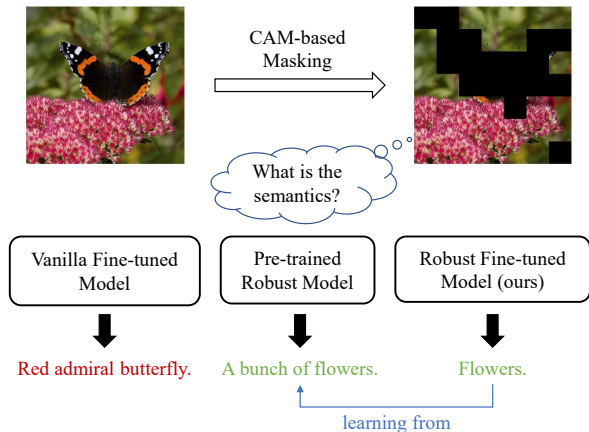 CAM-based
Masking
What is the
semantics?
Vanilla Fine-tuned
Model
Pre-trained
Robust Model
Robust Fine-tuned
Model (ours)
Red admiral butterfly.
A bunch of flowers.
Flowers.
learning from